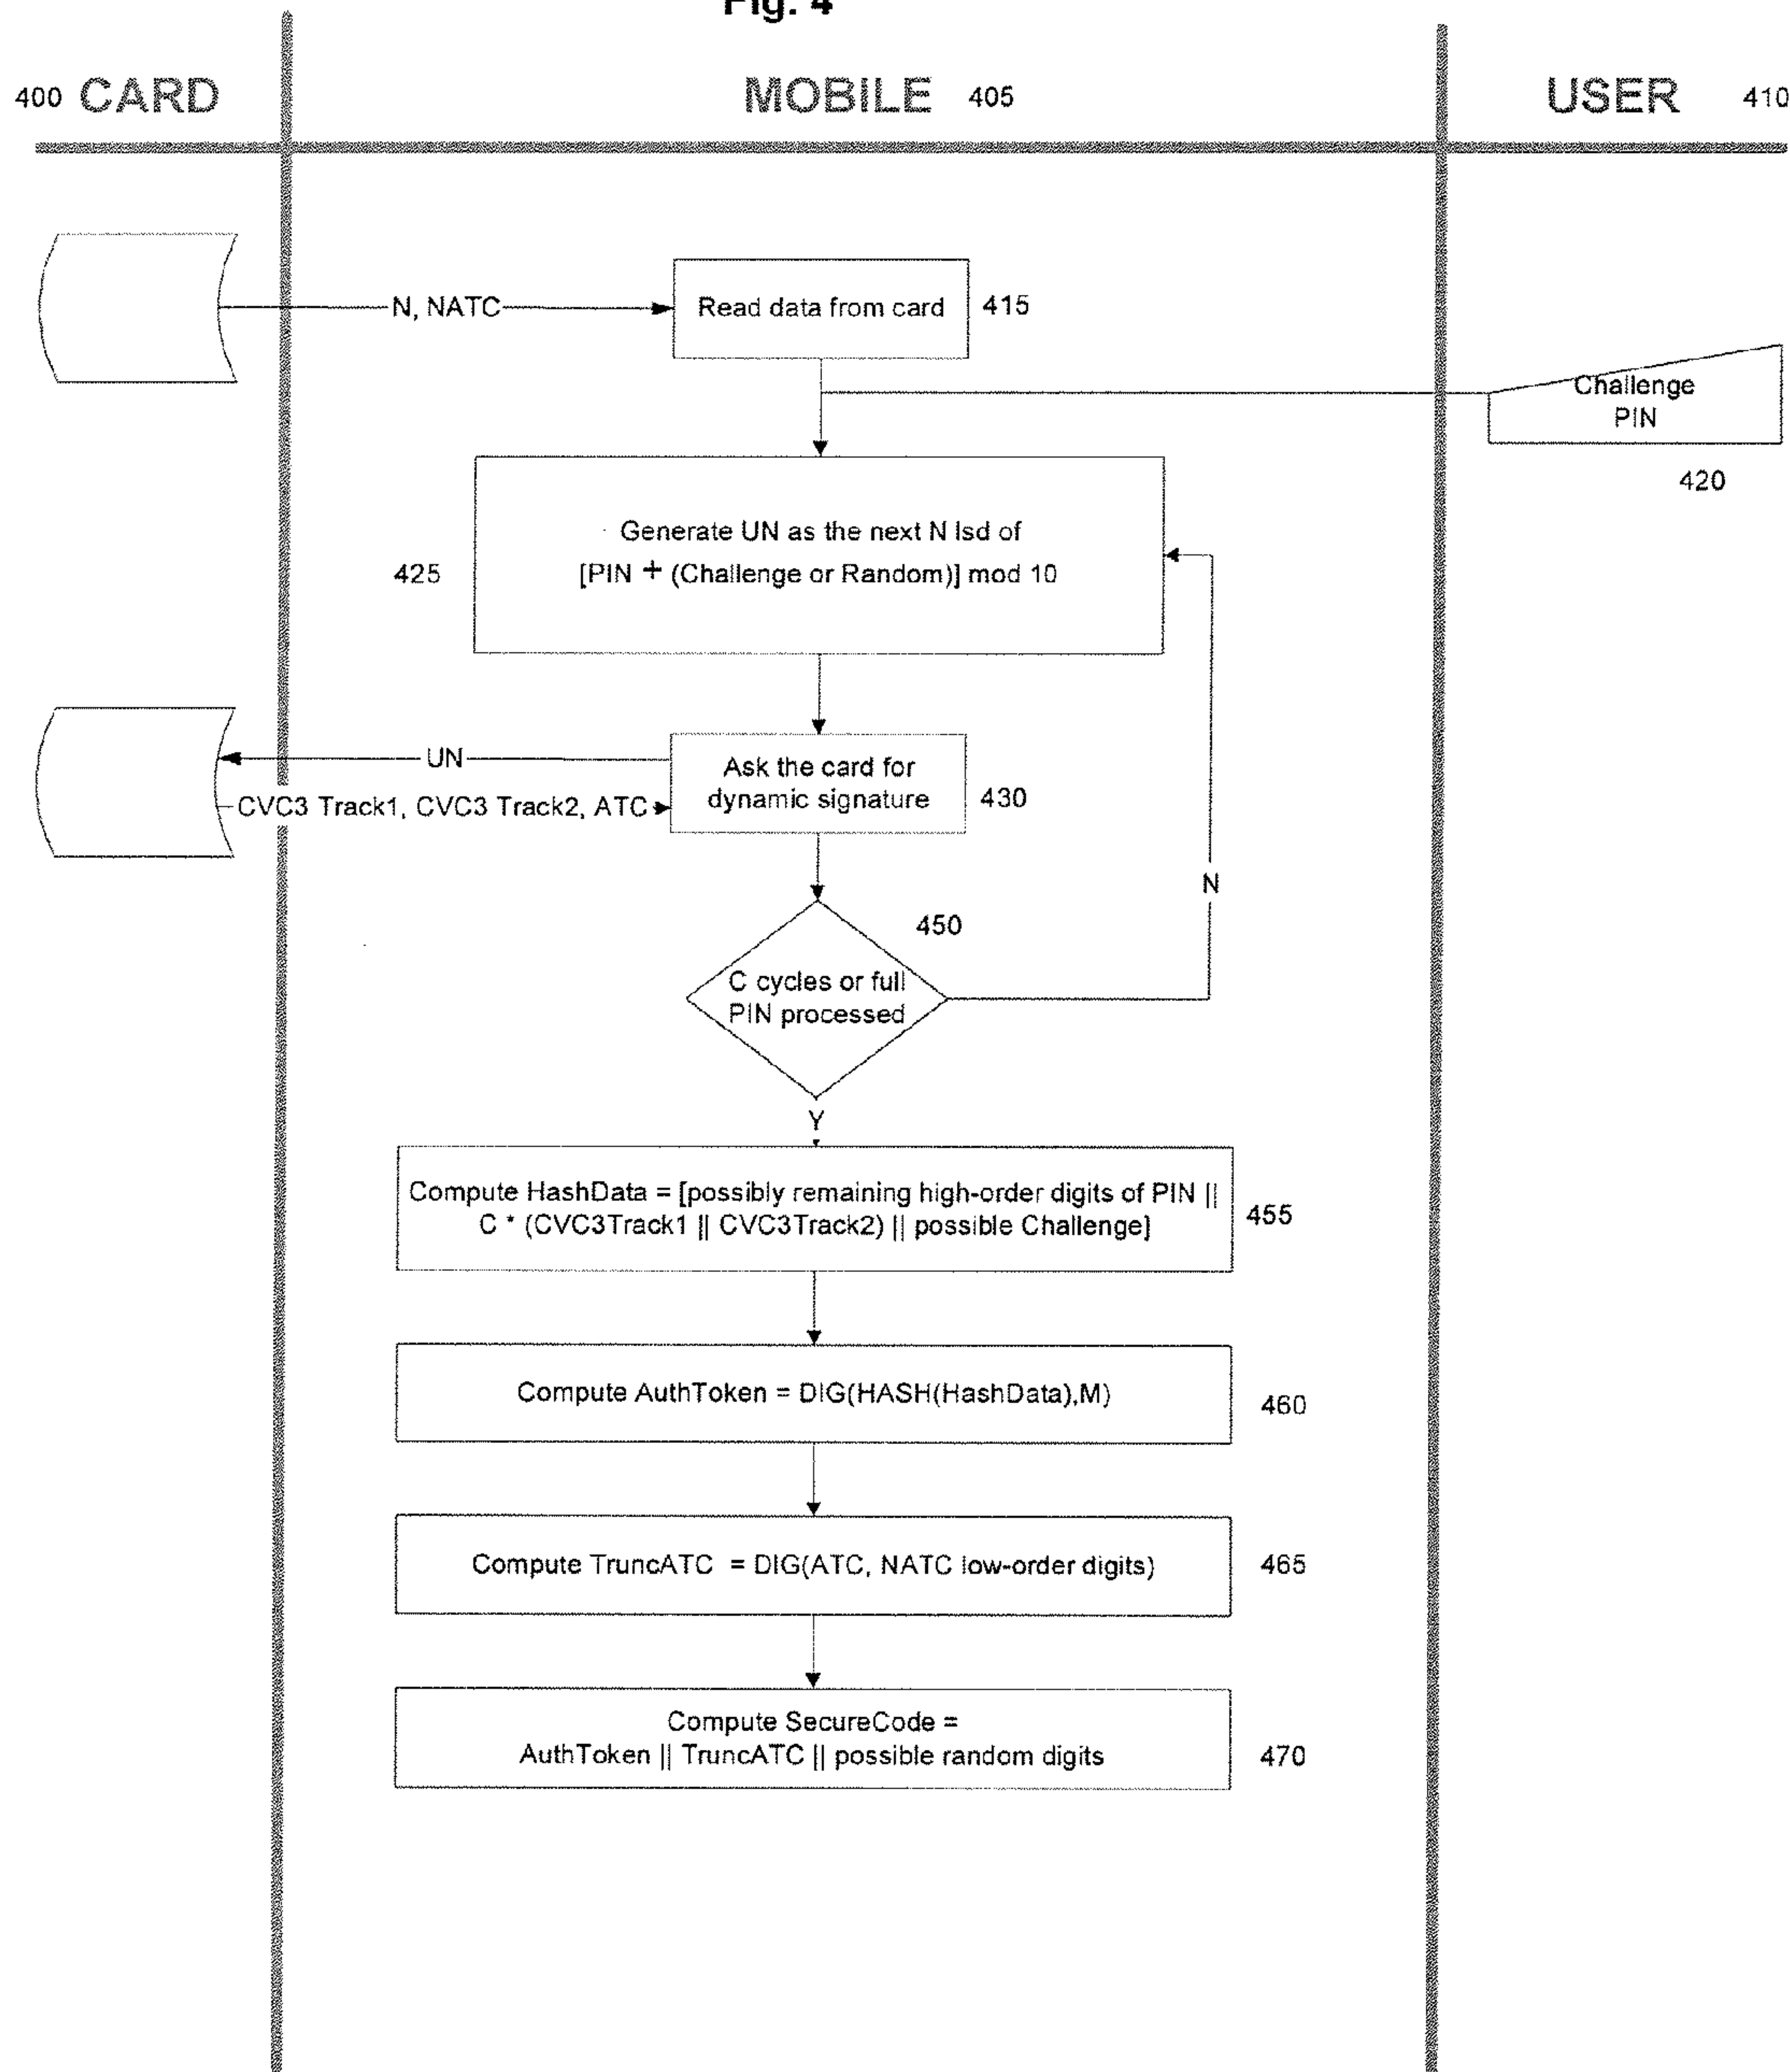 Fig. 4
400 CARD
MOBILE 405
USER 410
N, NATC
Read data from card
415
Challenge
PIN
420
Generate UN as the next N lsd of
[PIN + (Challenge or Random)] mod 10
425
UN
CVC3 Track1, CVC3 Track2, ATC
Ask the card for
dynamic signature
430
N
450
C cycles or full
PIN processed
Y
Compute HashData = [possibly remaining high-order digits of PIN ||
C * (CVC3Track1 || CVC3Track2) || possible Challenge]
455
Compute AuthToken = DIG(HASH(HashData),M)
460
Compute TruncATC = DIG(ATC, NATC low-order digits)
465
Compute SecureCode =
AuthToken || TruncATC || possible random digits
470